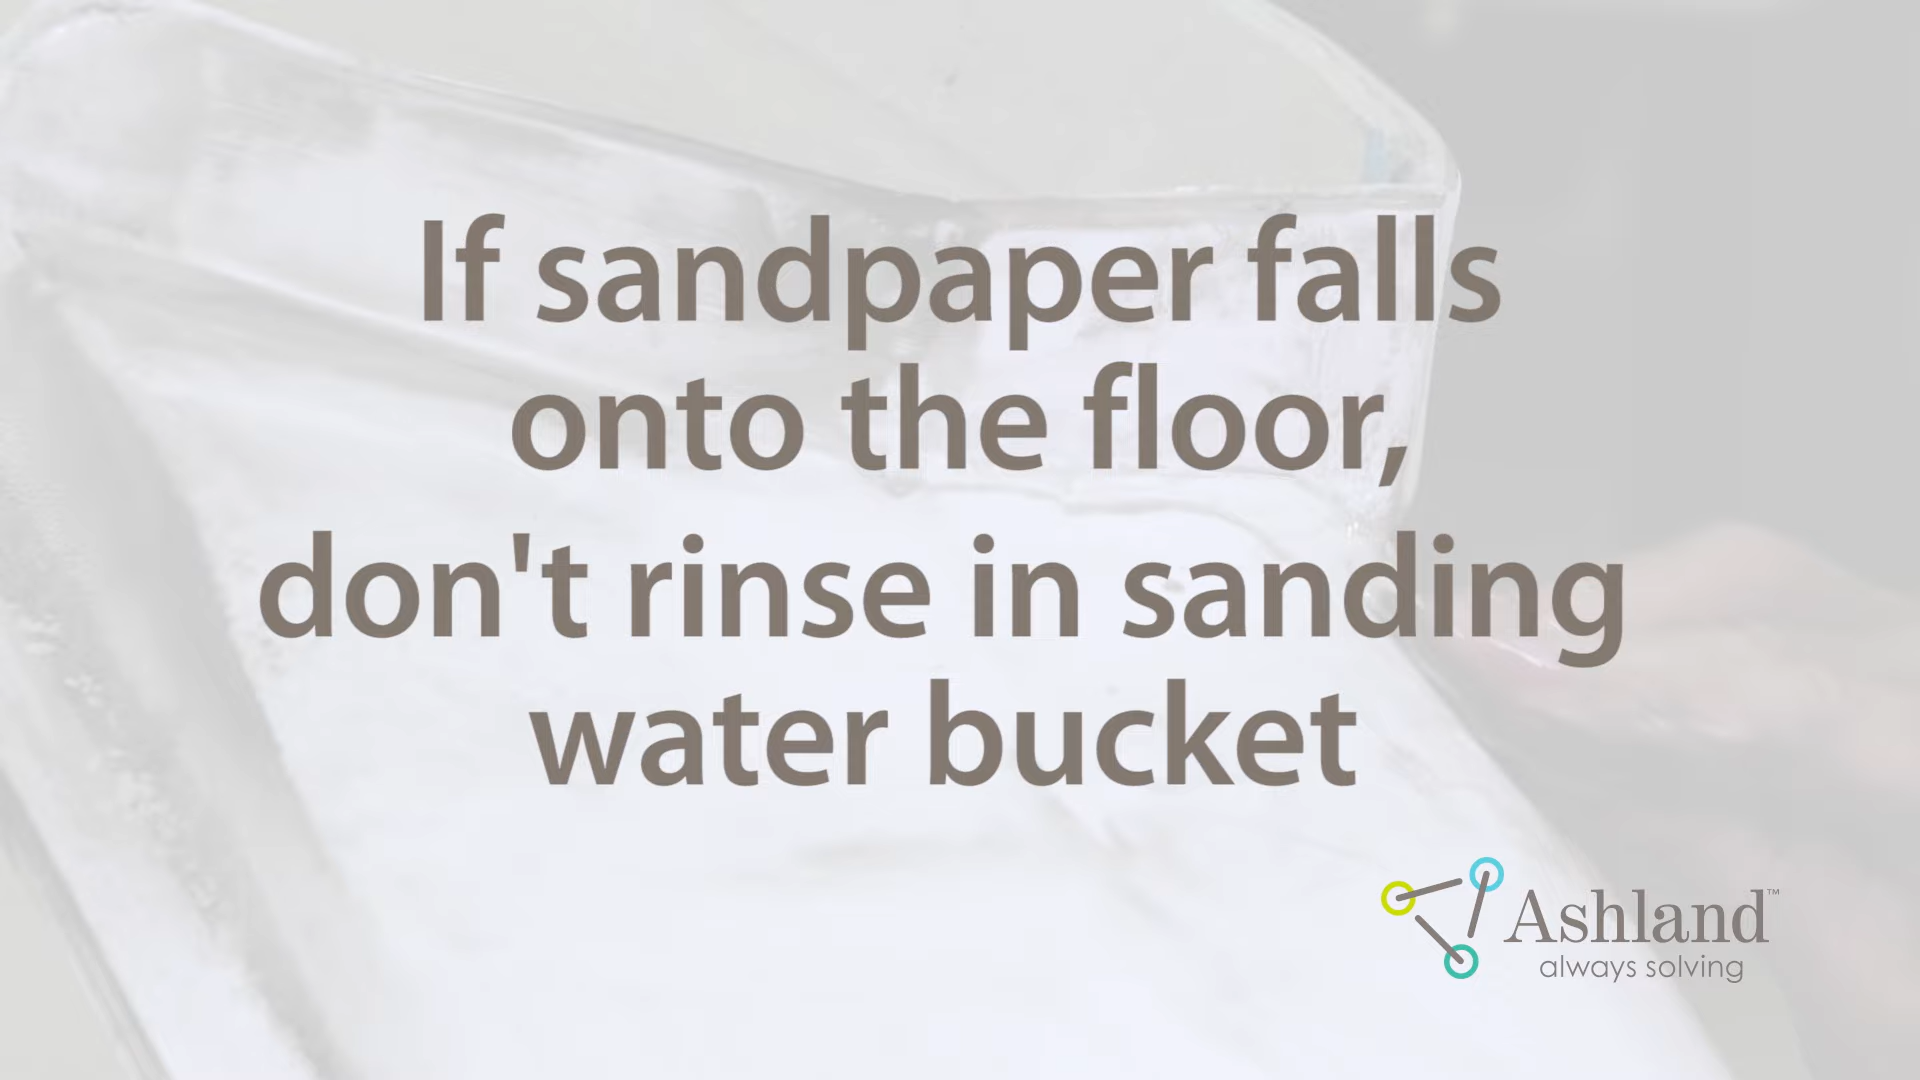 If sandpaper falls
onto the floor,
don't rinse in sanding
water bucket
Ashland™
always solving